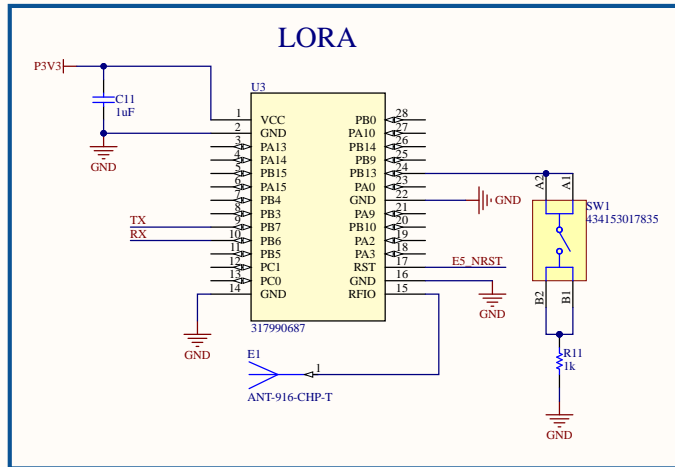 LORA
P3V3
C11
1uF
GND
U3
1 VCC PB0 28
2 GND PA10 27
3 PA13 PB14 26
4 PA14 PB9 25
5 PB15 PB13 24
6 PA15 PA0 23
7 PB4 GND 22
8 PB3 PA9 21
9 PB7 PB10 20
10 PB6 PA2 19
11 PB5 PA3 18
12 PC1 RST 17
13 PC0 GND 16
14 GND RFIO 15
317990687
TX
RX
GND
GND
E5_NRST
GND
A2
A1
SW1
434153017835
B2
B1
R11
1k
GND
E1
1
ANT-916-CHP-T